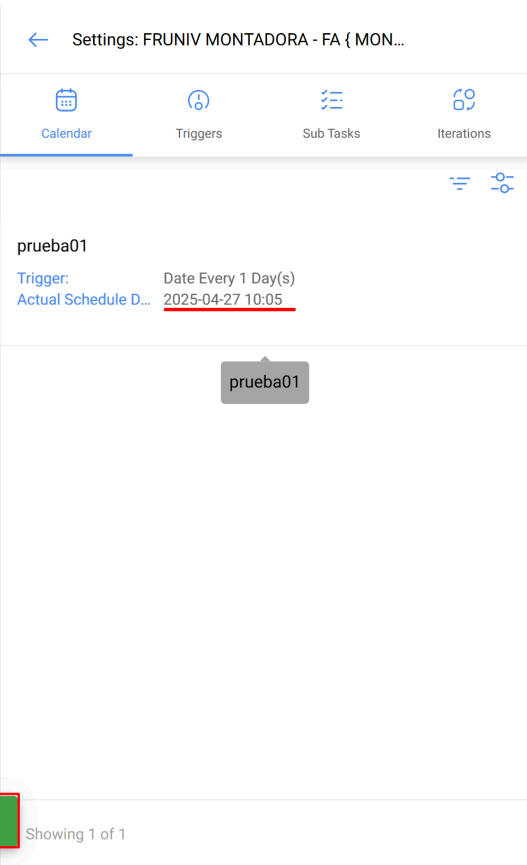 Settings: FRUNIV MONTADORA - FA { MON...
Calendar
Triggers
Sub Tasks
Iterations
prueba01
Trigger: Date Every 1 Day(s)
Actual Schedule D... 2025-04-27 10:05
prueba01
Showing 1 of 1